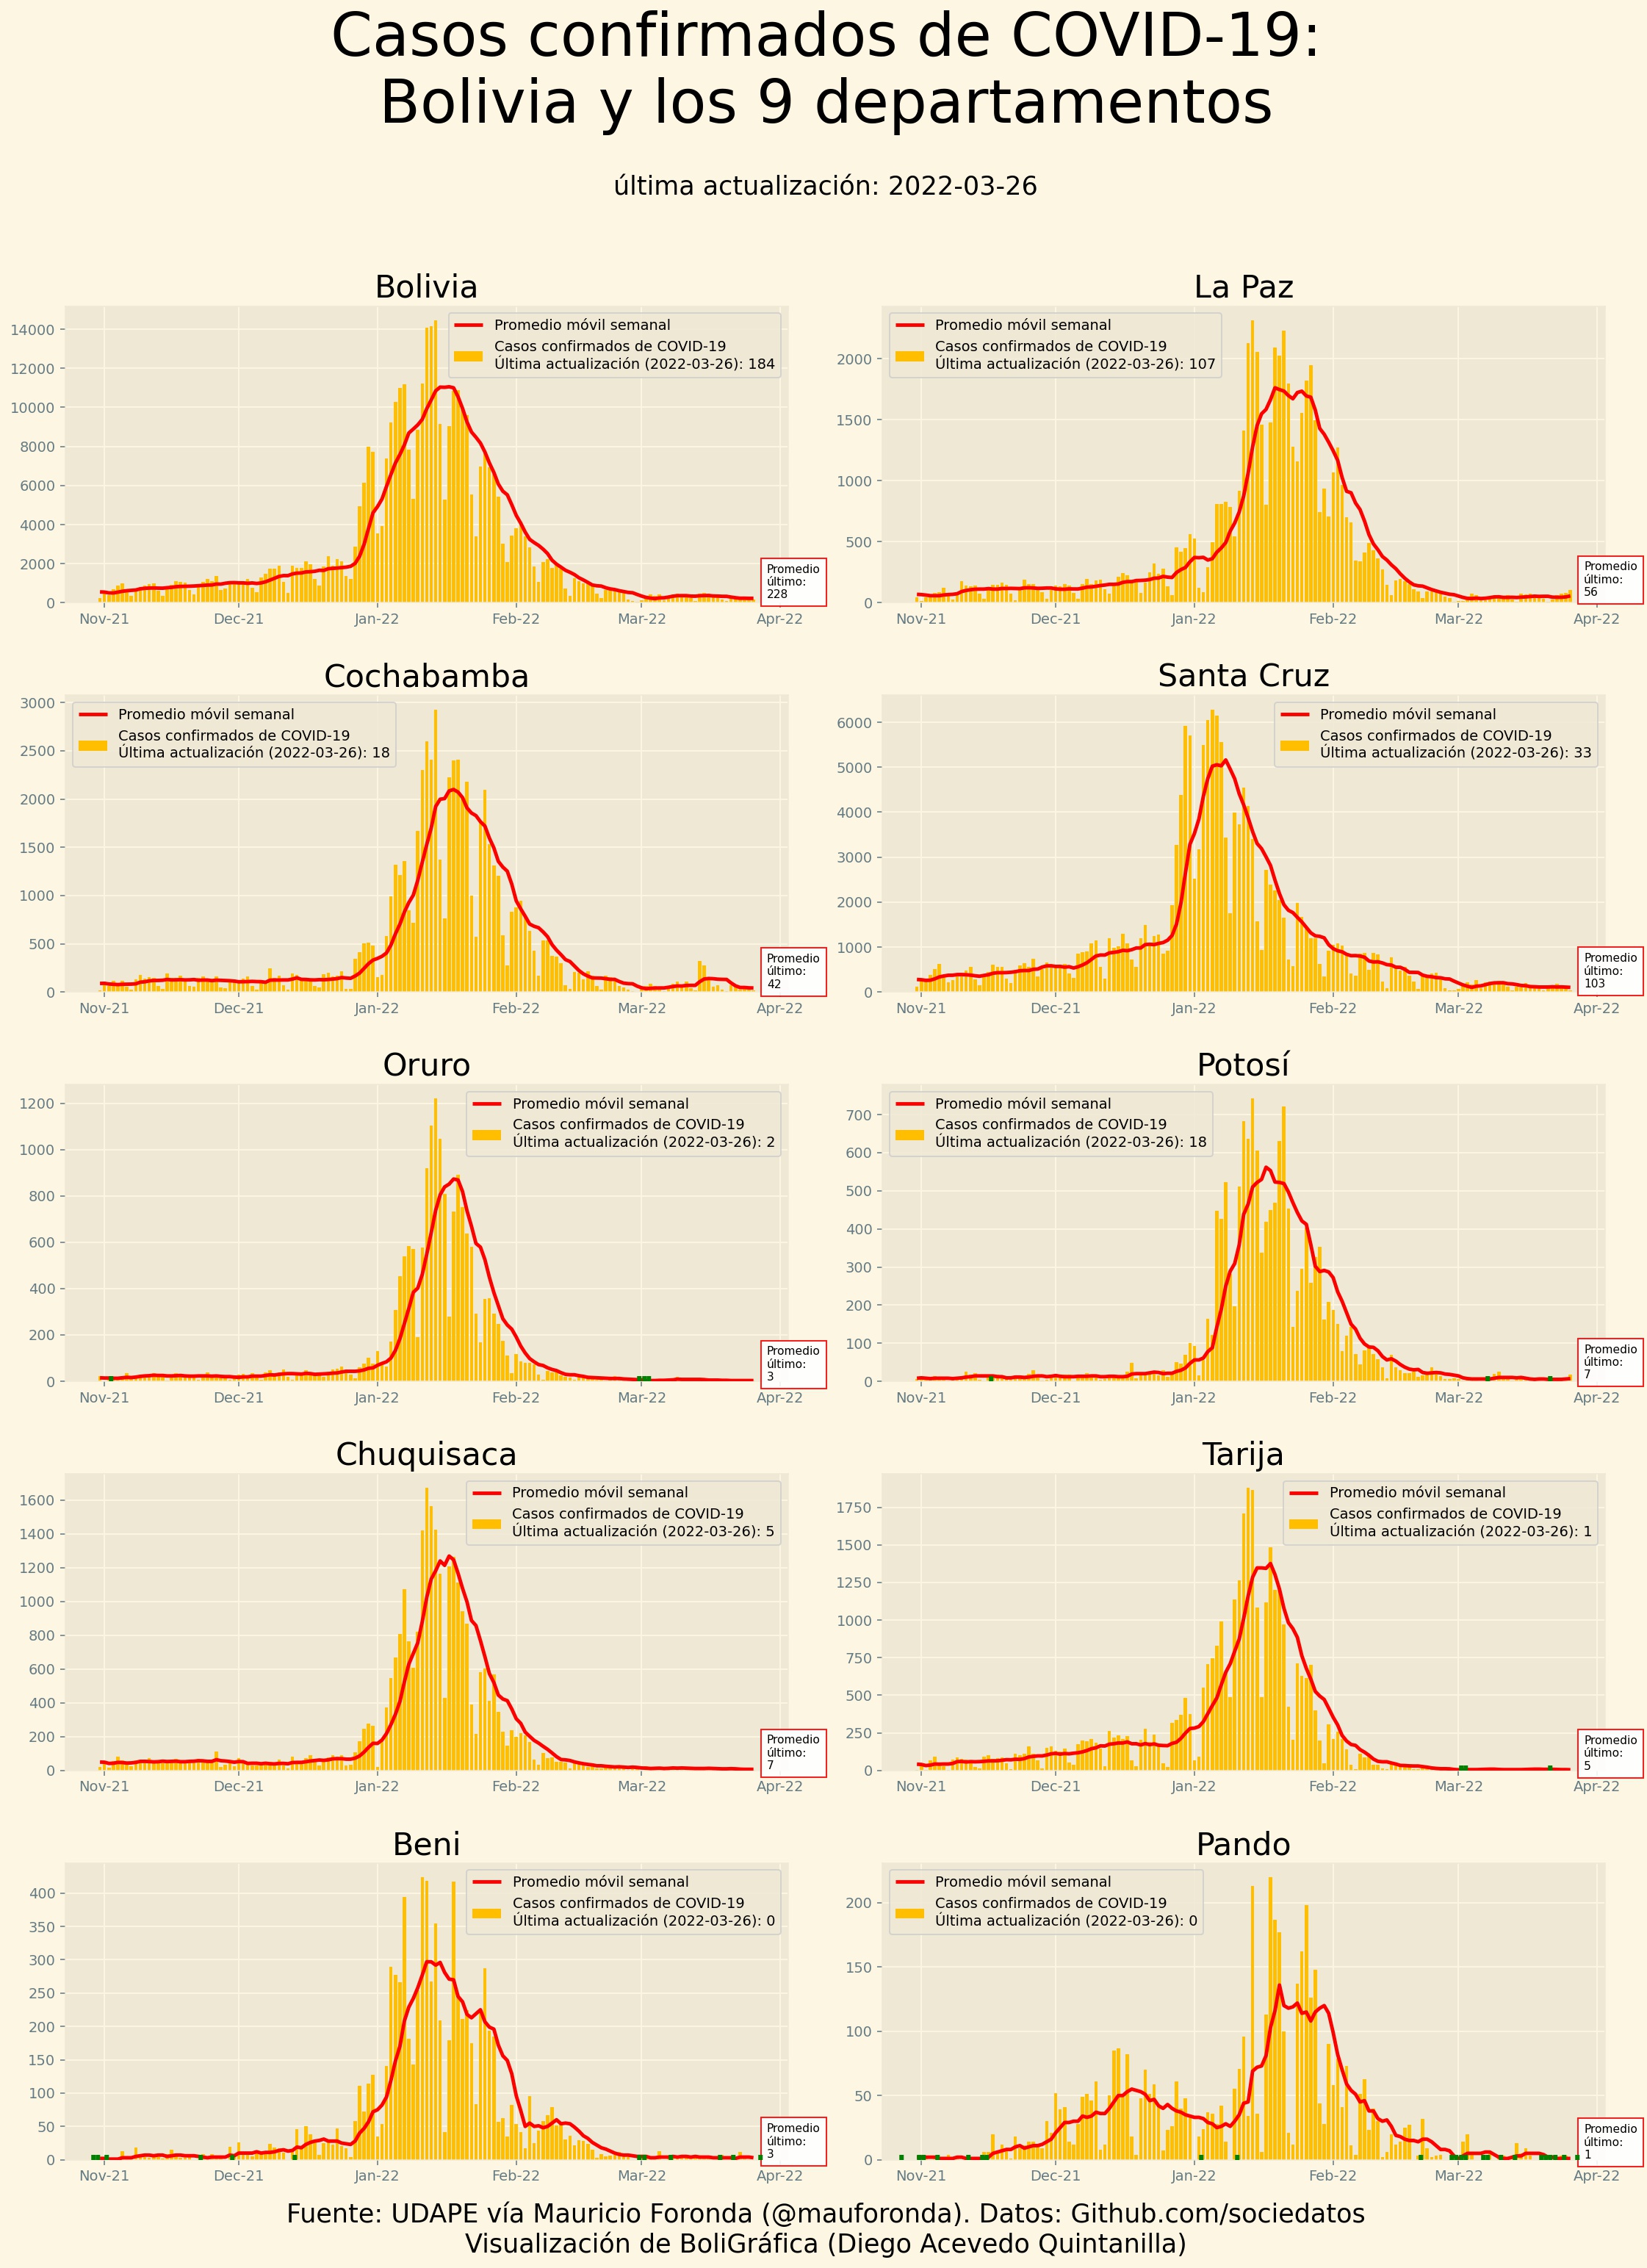 Casos confirmados de COVID-19:
Bolivia y los 9 departamentos
última actualización: 2022-03-26
Bolivia
14000
12000
10000
8000
6000
4000
2000
0
Nov-21 Dec-21 Jan-22 Feb-22 Mar-22 Apr-22
Promedio móvil semanal
Casos confirmados de COVID-19
Última actualización (2022-03-26): 184
Promedio
último:
228
La Paz
2000
1500
1000
500
0
Nov-21 Dec-21 Jan-22 Feb-22 Mar-22 Apr-22
Promedio móvil semanal
Casos confirmados de COVID-19
Última actualización (2022-03-26): 107
Promedio
último:
56
Cochabamba
3000
2500
2000
1500
1000
500
0
Nov-21 Dec-21 Jan-22 Feb-22 Mar-22 Apr-22
Promedio móvil semanal
Casos confirmados de COVID-19
Última actualización (2022-03-26): 18
Promedio
último:
42
Santa Cruz
6000
5000
4000
3000
2000
1000
0
Nov-21 Dec-21 Jan-22 Feb-22 Mar-22 Apr-22
Promedio móvil semanal
Casos confirmados de COVID-19
Última actualización (2022-03-26): 33
Promedio
último:
103
Oruro
1200
1000
800
600
400
200
0
Nov-21 Dec-21 Jan-22 Feb-22 Mar-22 Apr-22
Promedio móvil semanal
Casos confirmados de COVID-19
Última actualización (2022-03-26): 2
Promedio
último:
3
Potosí
700
600
500
400
300
200
100
0
Nov-21 Dec-21 Jan-22 Feb-22 Mar-22 Apr-22
Promedio móvil semanal
Casos confirmados de COVID-19
Última actualización (2022-03-26): 18
Promedio
último:
7
Chuquisaca
1600
1400
1200
1000
800
600
400
200
0
Nov-21 Dec-21 Jan-22 Feb-22 Mar-22 Apr-22
Promedio móvil semanal
Casos confirmados de COVID-19
Última actualización (2022-03-26): 5
Promedio
último:
7
Tarija
1750
1500
1250
1000
750
500
250
0
Nov-21 Dec-21 Jan-22 Feb-22 Mar-22 Apr-22
Promedio móvil semanal
Casos confirmados de COVID-19
Última actualización (2022-03-26): 1
Promedio
último:
5
Beni
400
350
300
250
200
150
100
50
0
Nov-21 Dec-21 Jan-22 Feb-22 Mar-22 Apr-22
Promedio móvil semanal
Casos confirmados de COVID-19
Última actualización (2022-03-26): 0
Promedio
último:
3
Pando
200
150
100
50
0
Nov-21 Dec-21 Jan-22 Feb-22 Mar-22 Apr-22
Promedio móvil semanal
Casos confirmados de COVID-19
Última actualización (2022-03-26): 0
Promedio
último:
1
Fuente: UDAPE vía Mauricio Foronda (@mauforonda). Datos: Github.com/sociedatos
Visualización de BoliGráfica (Diego Acevedo Quintanilla)